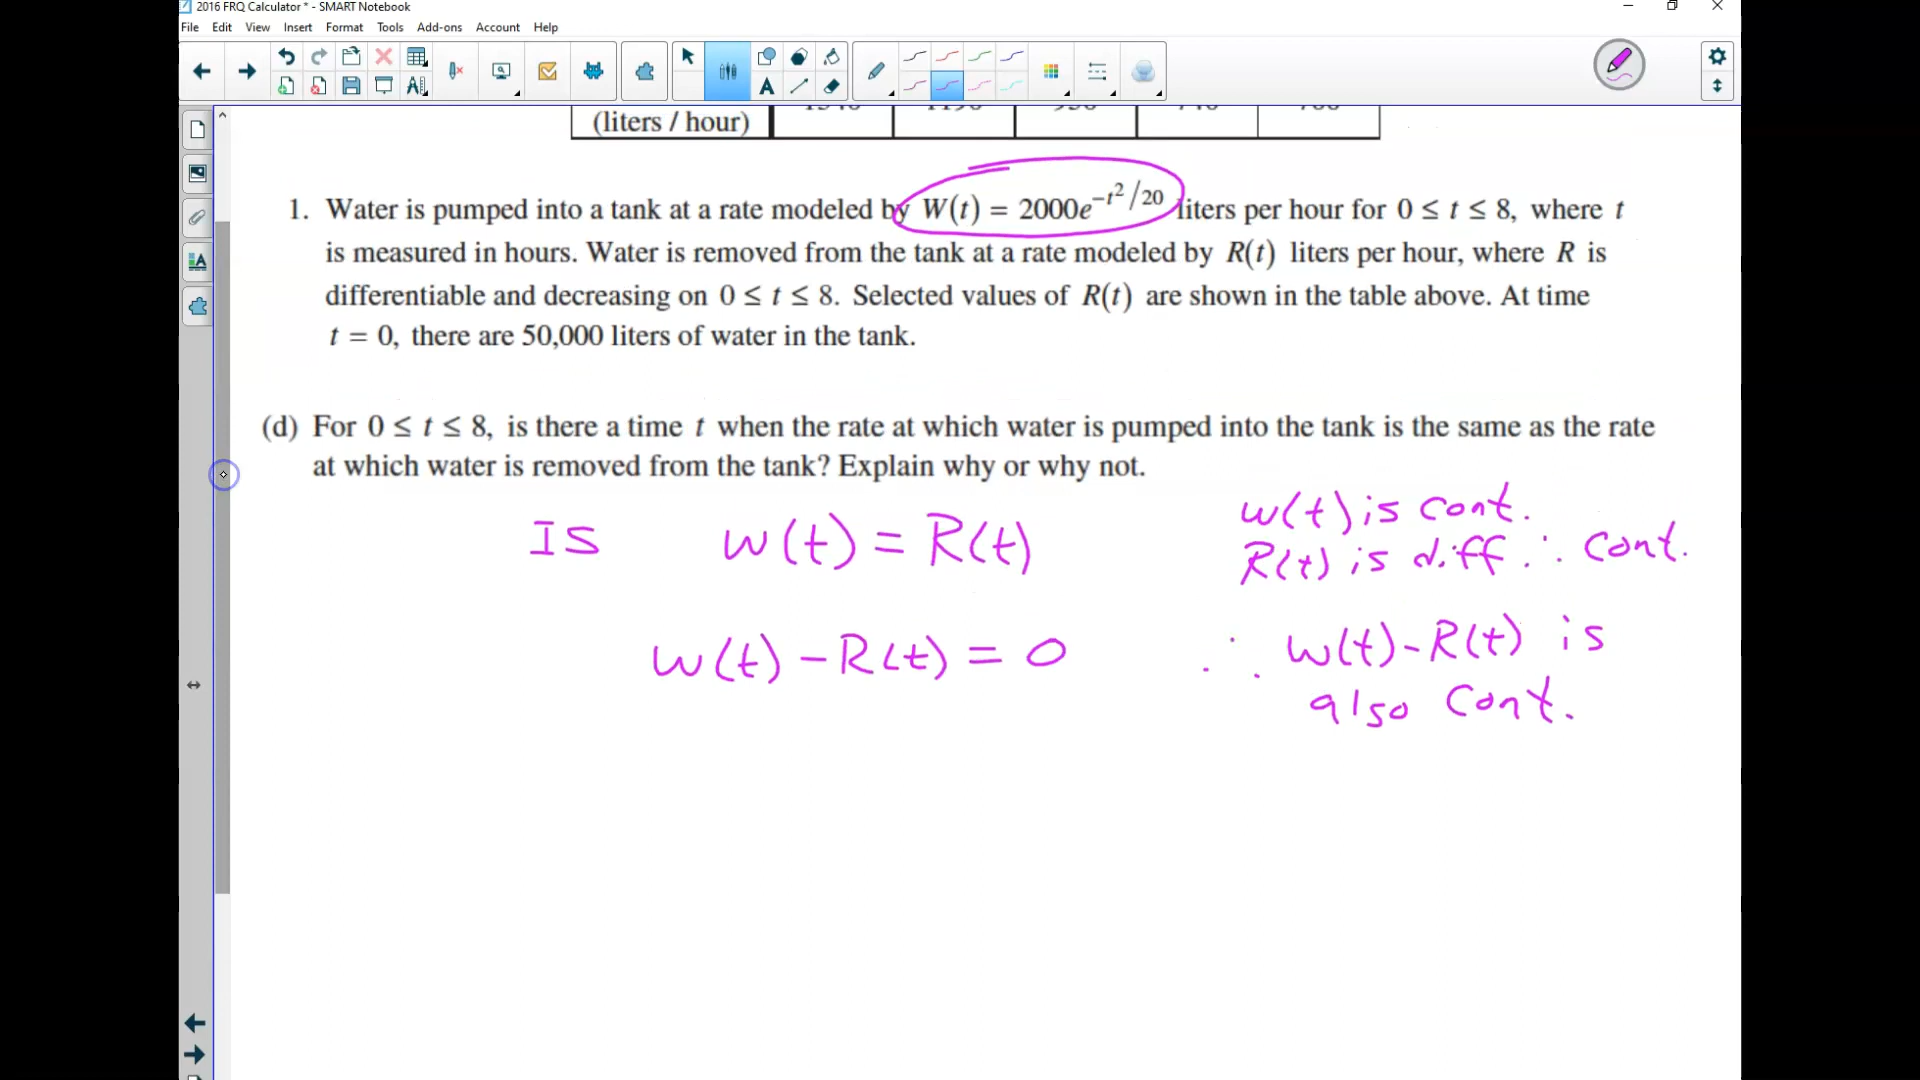 2016 FRQ Calculator * - SMART Notebook
File Edit View Insert Format Tools Add-ons Account Help
(liters / hour)
1. Water is pumped into a tank at a rate modeled by W(t) = 2000e^{-t^2/20} liters per hour for 0 ≤ t ≤ 8, where t
is measured in hours. Water is removed from the tank at a rate modeled by R(t) liters per hour, where R is
differentiable and decreasing on 0 ≤ t ≤ 8. Selected values of R(t) are shown in the table above. At time
t = 0, there are 50,000 liters of water in the tank.
(d) For 0 ≤ t ≤ 8, is there a time t when the rate at which water is pumped into the tank is the same as the rate
at which water is removed from the tank? Explain why or why not.
IS w(t) = R(t)
w(t) is cont.
R(t) is diff ∴ cont.
w(t) - R(t) = 0
∴ w(t) - R(t) is
also cont.